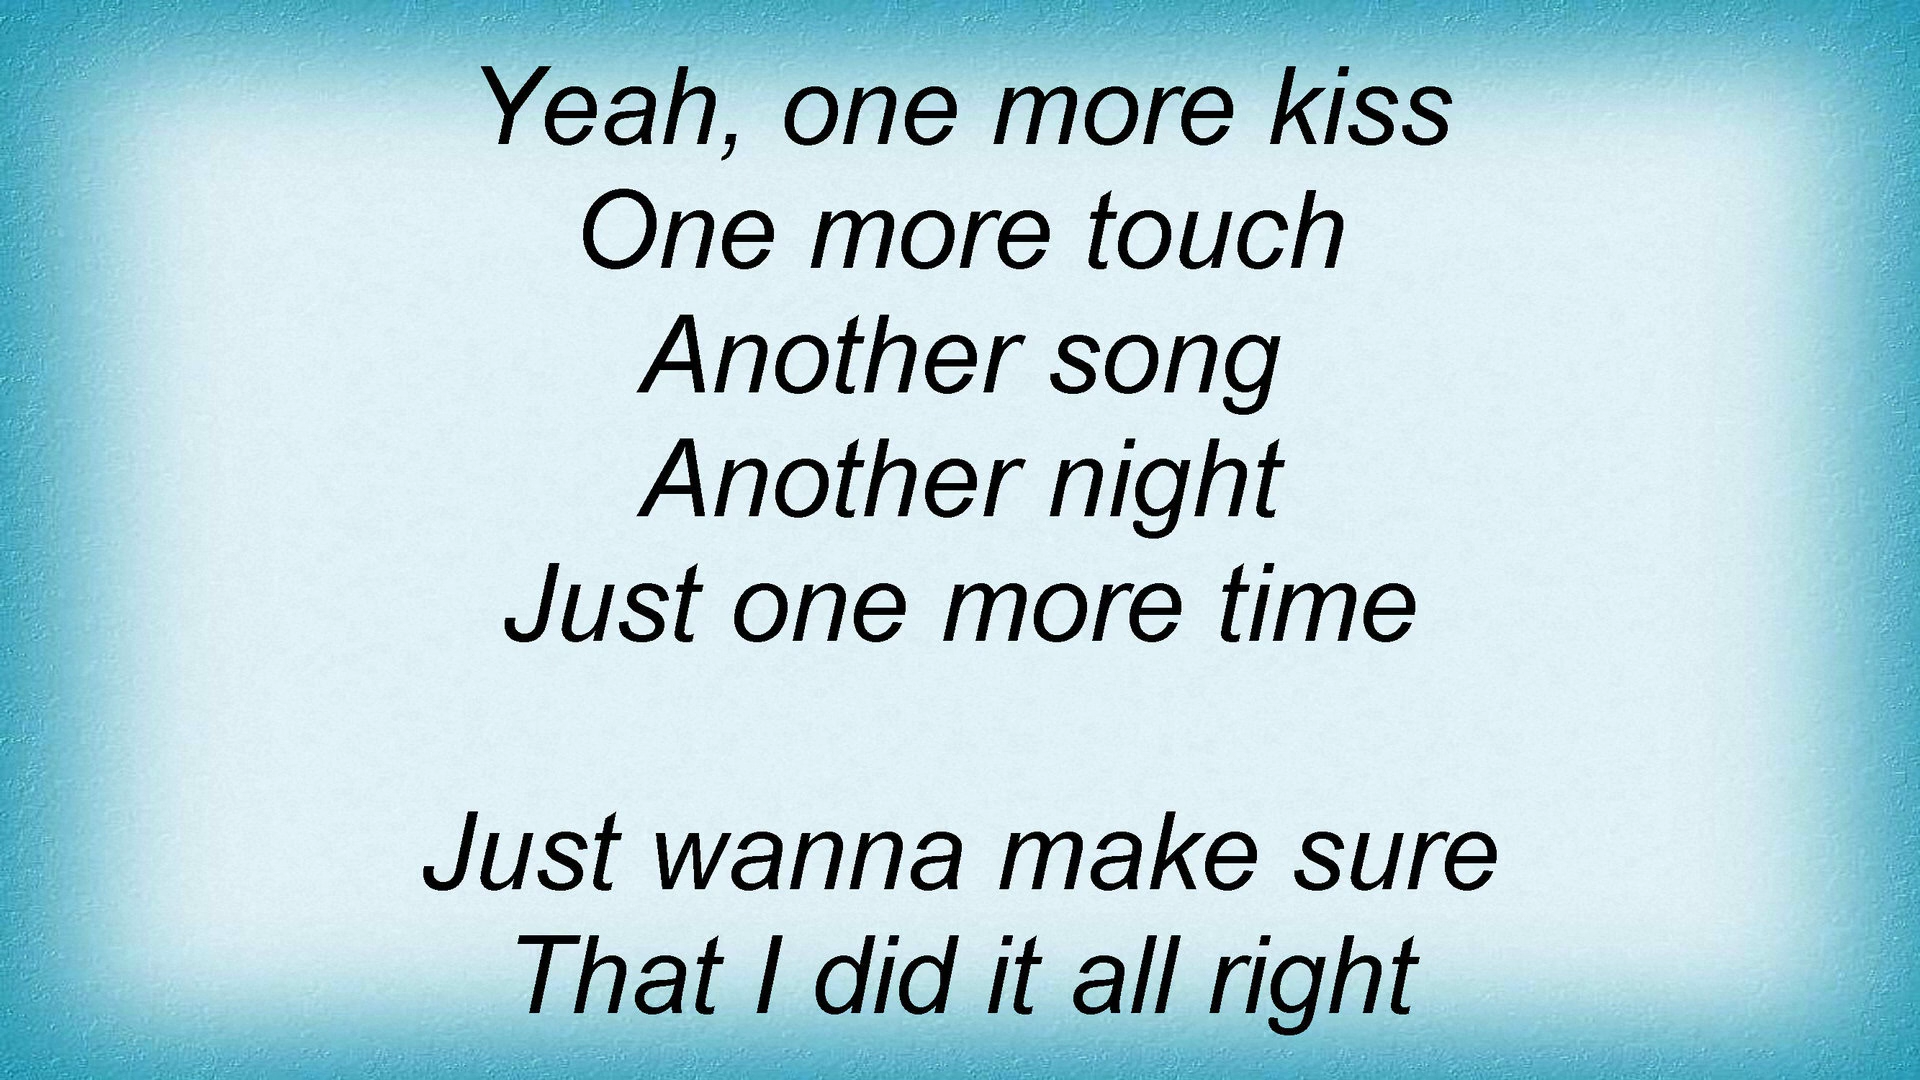 Yeah, one more kiss
One more touch
Another song
Another night
Just one more time
Just wanna make sure
That I did it all right